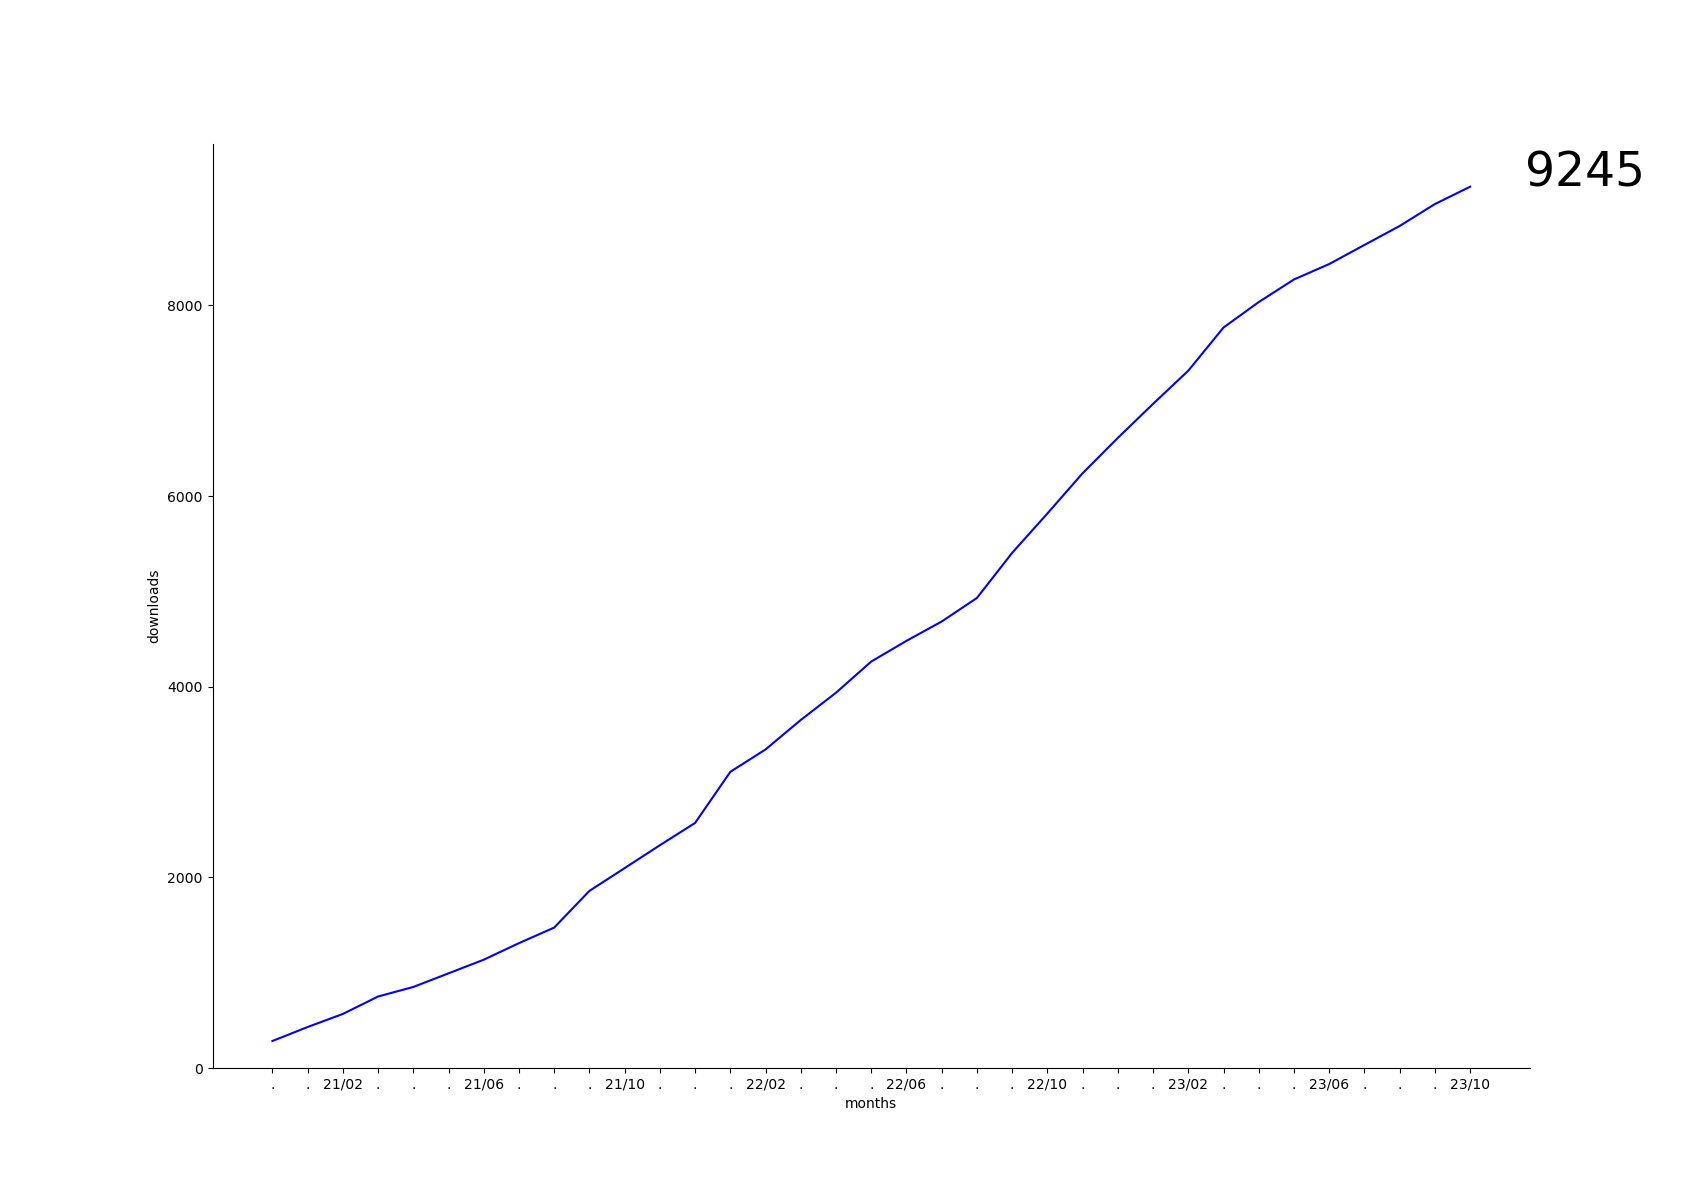 9245
8000
6000
4000
2000
0
downloads
. . 21/02 . . . 21/06 . . . 21/10 . . . 22/02 . . . 22/06 . . . 22/10 . . . 23/02 . . . 23/06 . . . 23/10
months